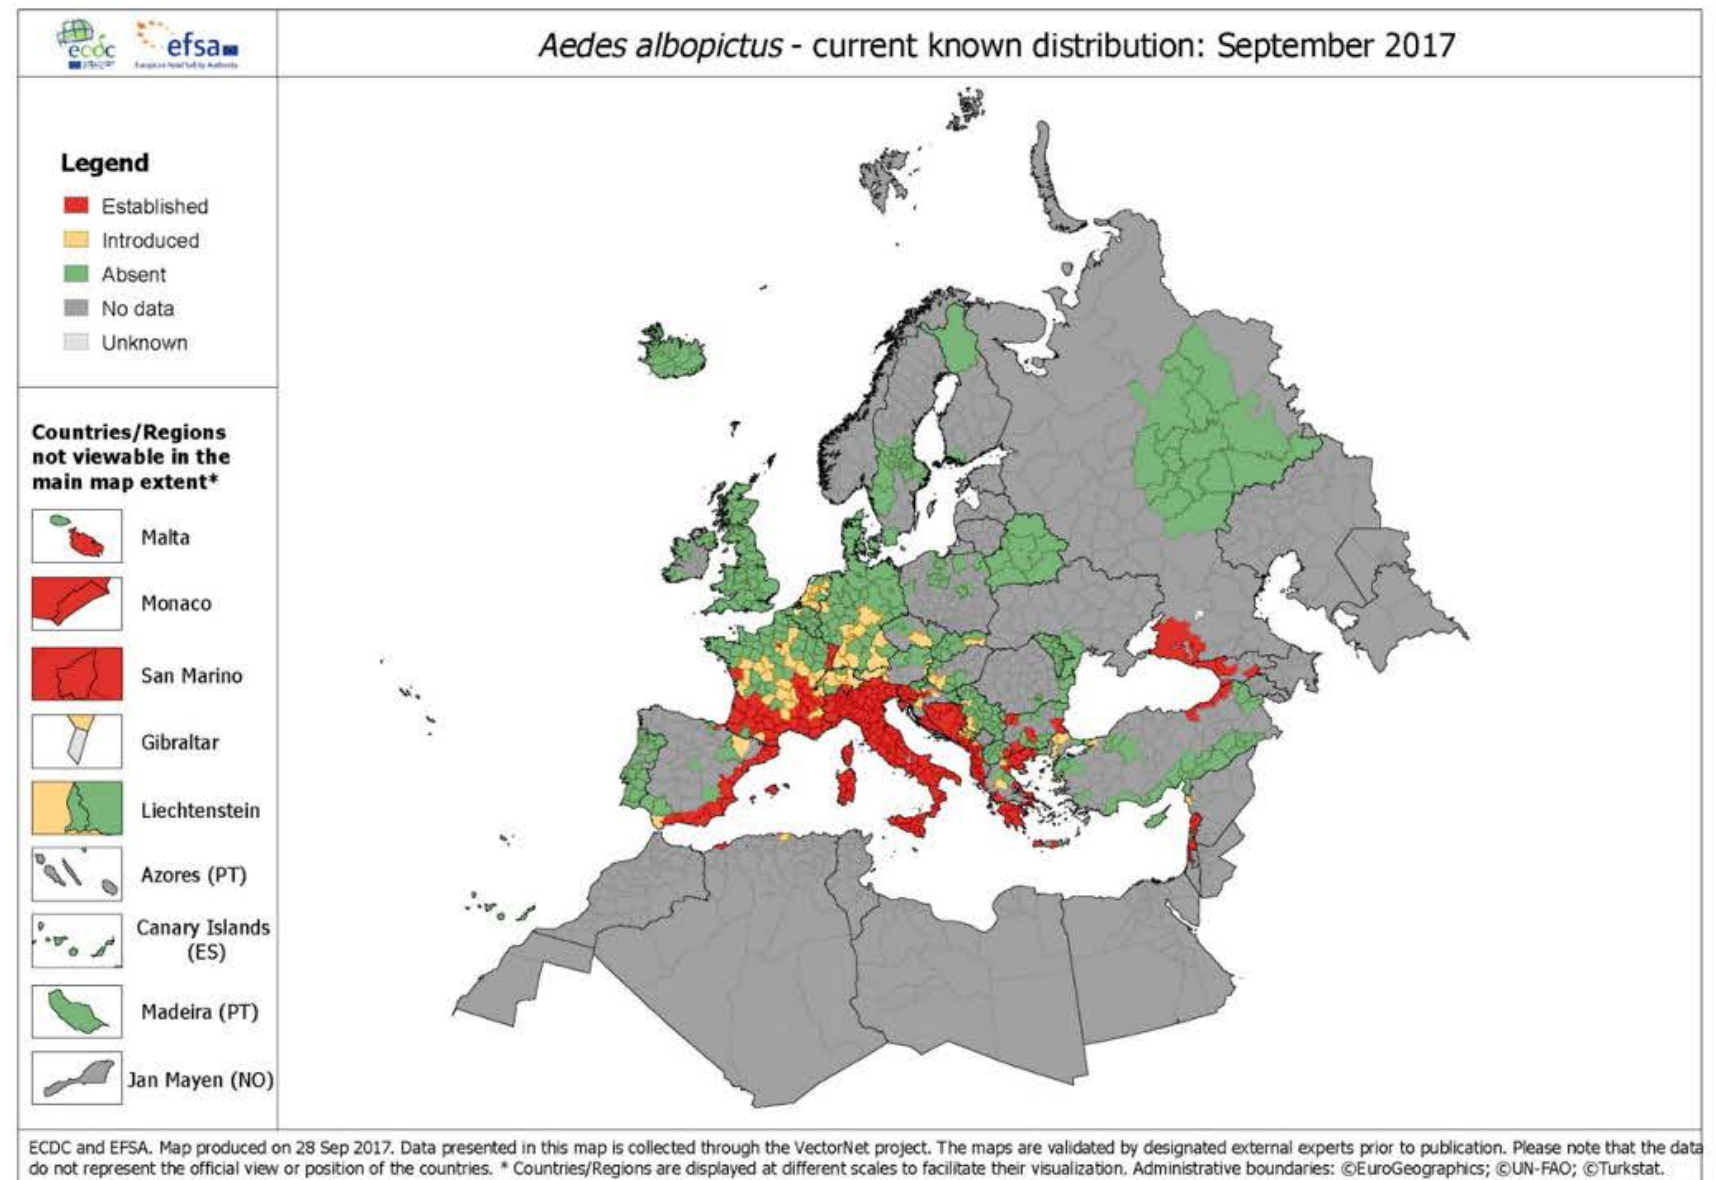 ecdc
efsa
European Food Safety Authority
Aedes albopictus - current known distribution: September 2017
Legend
Established
Introduced
Absent
No data
Unknown
Countries/Regions
not viewable in the
main map extent*
Malta
Monaco
San Marino
Gibraltar
Liechtenstein
Azores (PT)
Canary Islands
(ES)
Madeira (PT)
Jan Mayen (NO)
ECDC and EFSA. Map produced on 28 Sep 2017. Data presented in this map is collected through the VectorNet project. The maps are validated by designated external experts prior to publication. Please note that the data
do not represent the official view or position of the countries. * Countries/Regions are displayed at different scales to facilitate their visualization. Administrative boundaries: ©EuroGeographics; ©UN-FAO; ©Turkstat.